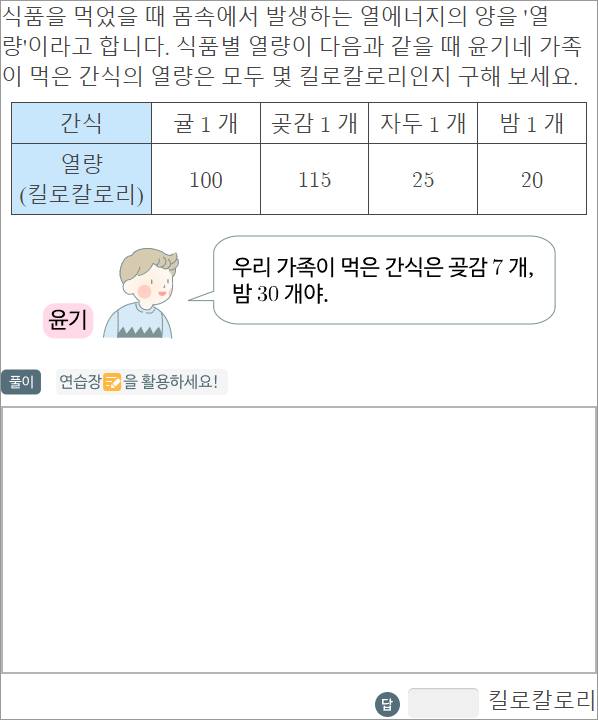 식품을 먹었을 때 몸속에서 발생하는 열에너지의 양을 '열
량'이라고 합니다. 식품별 열량이 다음과 같을 때 윤기네 가족
이 먹은 간식의 열량은 모두 몇 킬로칼로리인지 구해 보세요.
간식 귤 1 개 곶감 1 개 자두 1 개 밤 1 개
열량
(킬로칼로리) 100 115 25 20
우리 가족이 먹은 간식은 곶감 7 개,
밤 30 개야.
윤기
풀이 연습장 을 활용하세요!
답 킬로칼로리